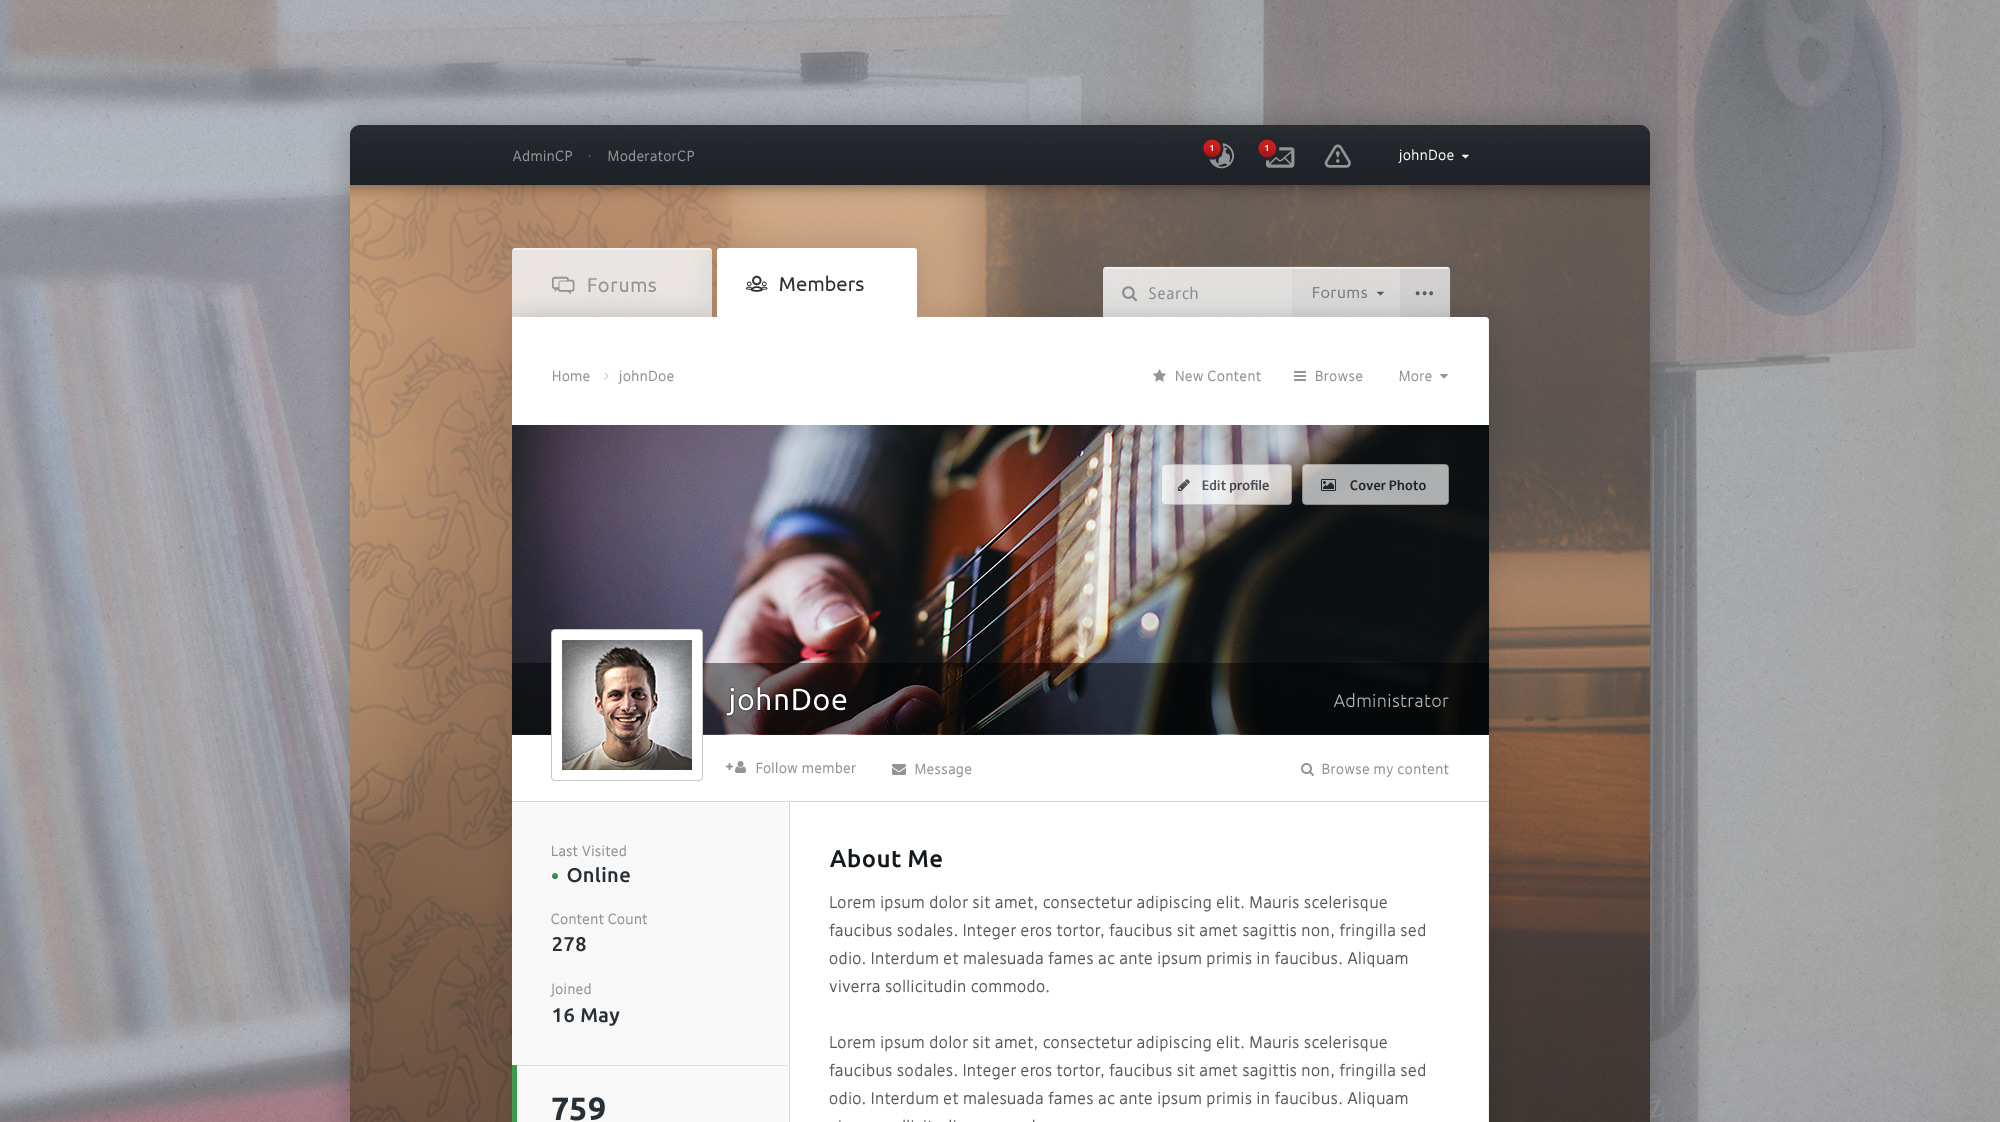 AdminCP · ModeratorCP
1
1
johnDoe
Forums
Members
Search
Forums
Home › johnDoe
New Content
Browse
More
Edit profile
Cover Photo
johnDoe
Administrator
Follow member
Message
Browse my content
Last Visited
• Online
Content Count
278
Joined
16 May
759
About Me
Lorem ipsum dolor sit amet, consectetur adipiscing elit. Mauris scelerisque
faucibus sodales. Integer eros tortor, faucibus sit amet sagittis non, fringilla sed
odio. Interdum et malesuada fames ac ante ipsum primis in faucibus. Aliquam
viverra sollicitudin commodo.
Lorem ipsum dolor sit amet, consectetur adipiscing elit. Mauris scelerisque
faucibus sodales. Integer eros tortor, faucibus sit amet sagittis non, fringilla sed
odio. Interdum et malesuada fames ac ante ipsum primis in faucibus. Aliquam